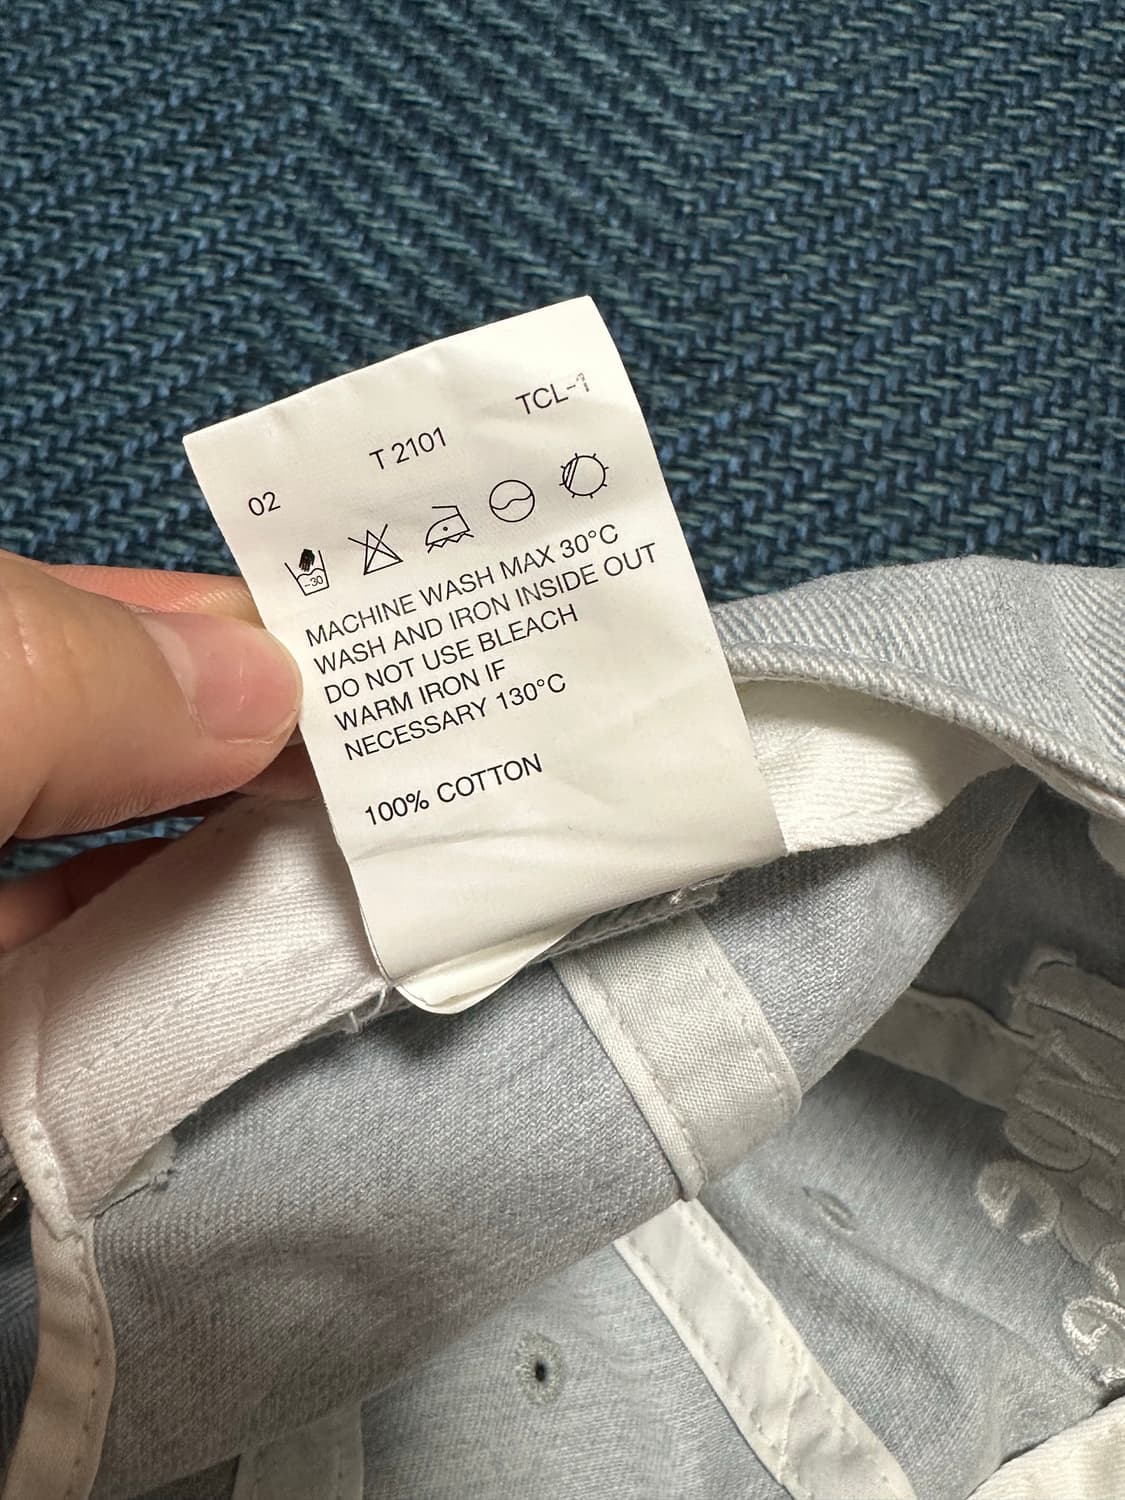 TCL-1
T 2101
02
-30
MACHINE WASH MAX 30°C
WASH AND IRON INSIDE OUT
DO NOT USE BLEACH
WARM IRON IF
NECESSARY 130°C
100% COTTON